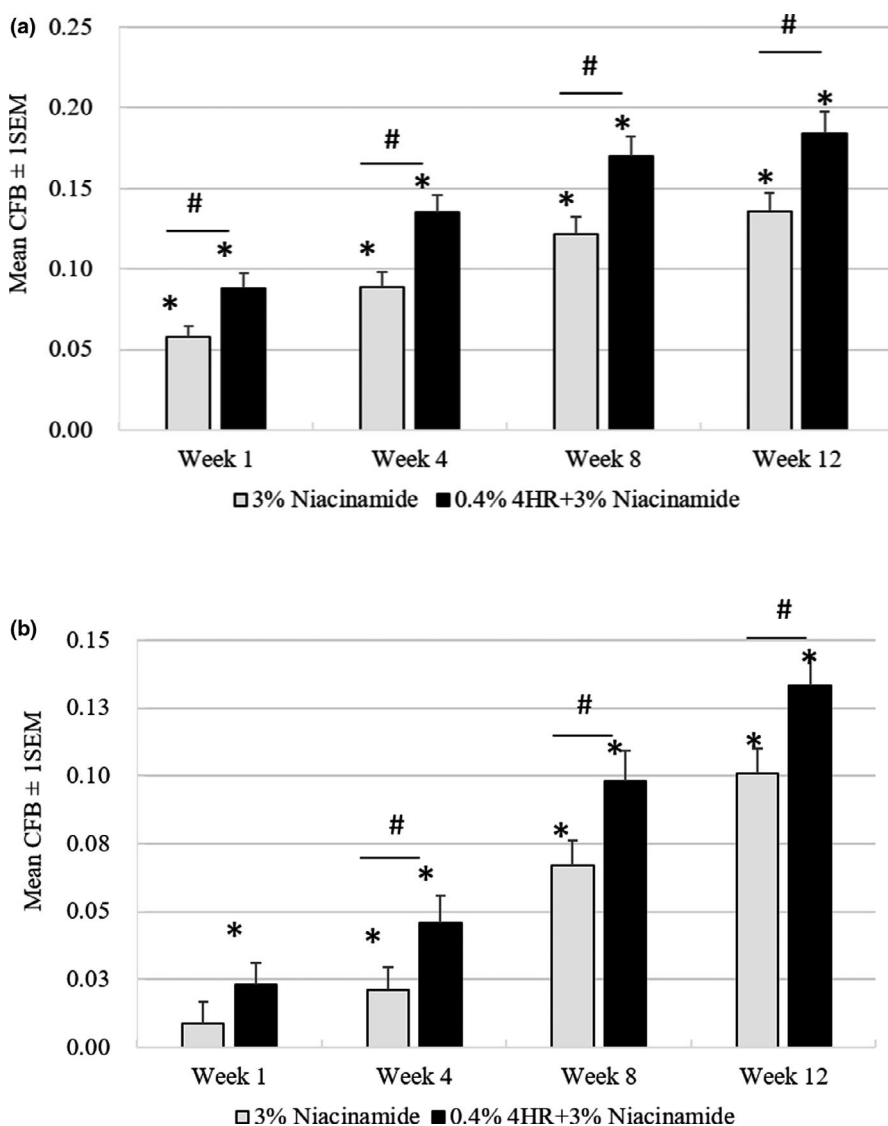 (a)
Mean CFB ± 1SEM
0.25
0.20
0.15
0.10
0.05
0.00
# # # #
* * * * * * * *
Week 1 Week 4 Week 8 Week 12
3% Niacinamide 0.4% 4HR+3% Niacinamide
(b)
Mean CFB ± 1SEM
0.15
0.13
0.10
0.08
0.05
0.03
0.00
# # #
* * * * * * *
Week 1 Week 4 Week 8 Week 12
3% Niacinamide 0.4% 4HR+3% Niacinamide